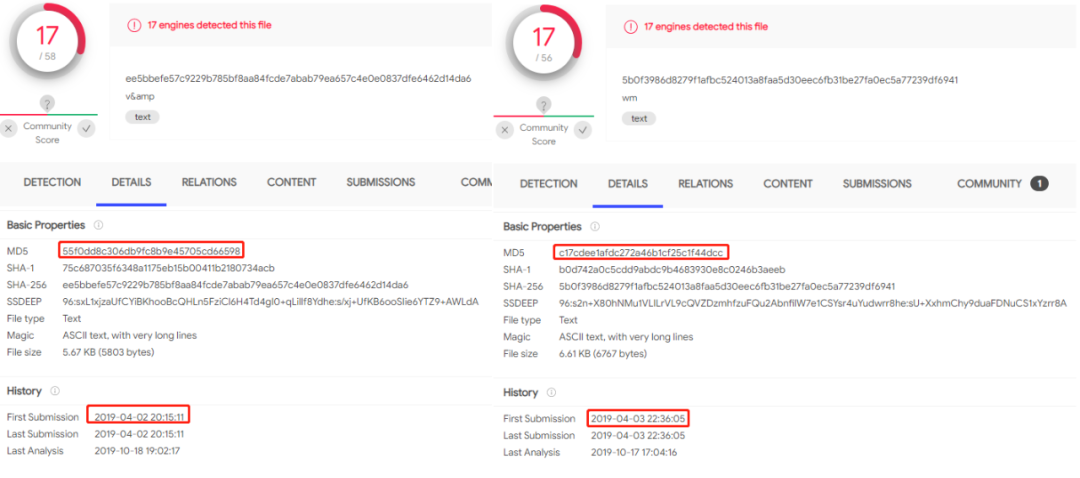 17
/ 58
17 engines detected this file
ee5bbefe57c9229b785bf8aa84fcde7abab79ea657c4e0e0837dfe6462d14da6
v&amp
text
?
Community
Score
DETECTION DETAILS RELATIONS CONTENT SUBMISSIONS COMM
Basic Properties
MD5 55f0dd8c306db9fc8b9e45705cd66598
SHA-1 75c687035f6348a1175eb15b00411b2180734acb
SHA-256 ee5bbefe57c9229b785bf8aa84fcde7abab79ea657c4e0e0837dfe6462d14da6
SSDEEP 96:sxL1xjzaUfCYiBKhooBcQHLn5FziCl6H4Td4gI0+qLiIlf8Ydhe:s/xj+UfKB6ooSIie6YTZ9+AWLdA
File type Text
Magic ASCII text, with very long lines
File size 5.67 KB (5803 bytes)
History
First Submission 2019-04-02 20:15:11
Last Submission 2019-04-02 20:15:11
Last Analysis 2019-10-18 19:02:17
17
/ 56
17 engines detected this file
5b0f3986d8279f1afbc524013a8faa5d30eec6fb31be27fa0ec5a77239df6941
wm
text
?
Community
Score
DETECTION DETAILS RELATIONS CONTENT SUBMISSIONS COMMUNITY 1
Basic Properties
MD5 c17cdee1afdc272a46b1cf25c1f44dcc
SHA-1 b0d742a0c5cdd9abdc9b4683930e8c0246b3aeeb
SHA-256 5b0f3986d8279f1afbc524013a8faa5d30eec6fb31be27fa0ec5a77239df6941
SSDEEP 96:s2n+X80hNMu1VLILrVL9cQVZDzmhfzuFQu2AbnfilW7e1CSYsr4uYudwrr8he:sU+XxhmChy9duaFDNuCS1xYzrr8A
File type Text
Magic ASCII text, with very long lines
File size 6.61 KB (6767 bytes)
History
First Submission 2019-04-03 22:36:05
Last Submission 2019-04-03 22:36:05
Last Analysis 2019-10-17 17:04:16